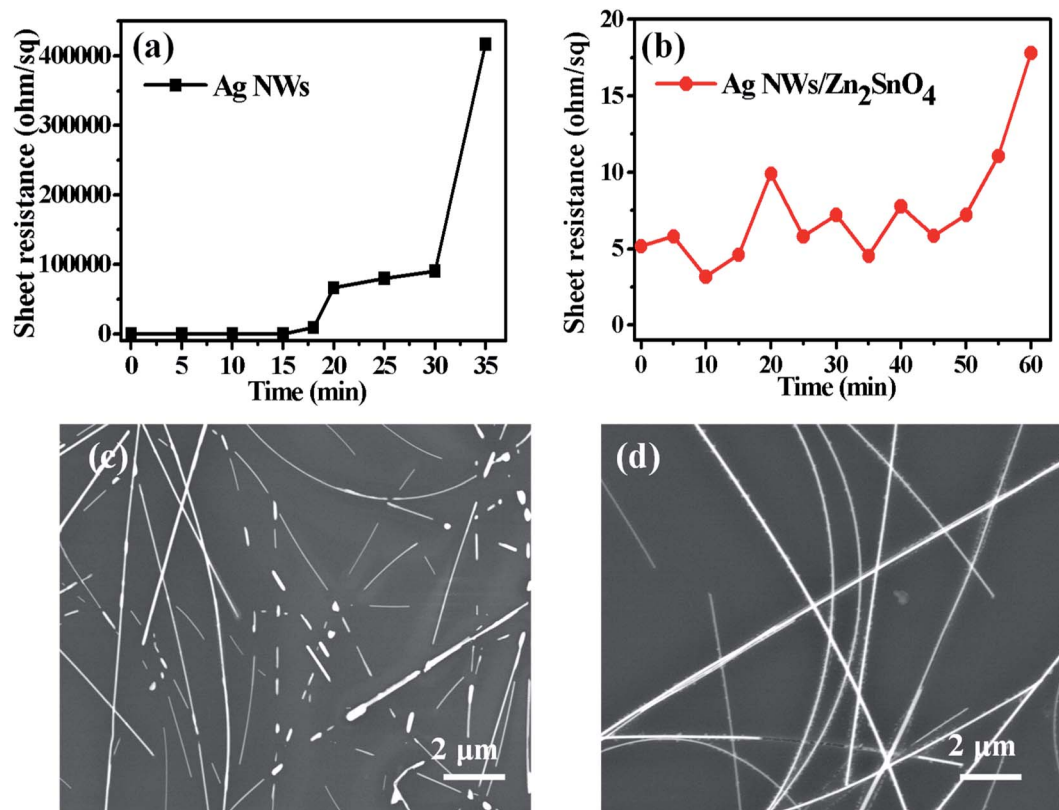 (a)
Ag NWs
Sheet resistance (ohm/sq)
400000
300000
200000
100000
0
0 5 10 15 20 25 30 35
Time (min)
(b)
Ag NWs/Zn₂SnO₄
Sheet resistance (ohm/sq)
20
15
10
5
0
0 10 20 30 40 50 60
Time (min)
(c)
2 μm
(d)
2 μm